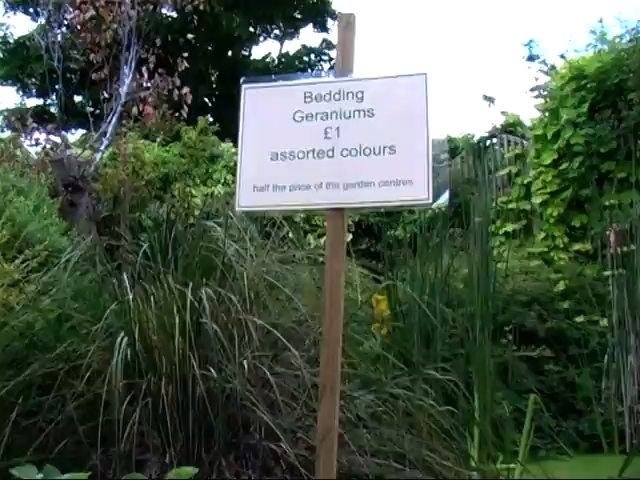 Bedding
Geraniums
£1
assorted colours
half the price of the garden centres